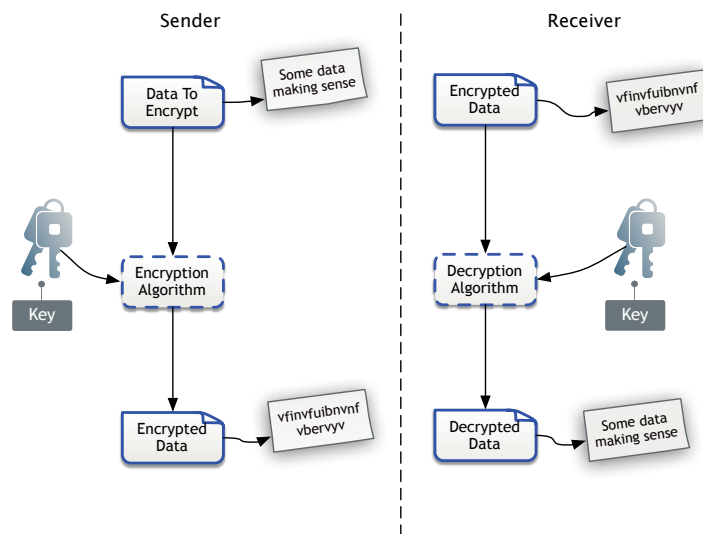 Sender
Data To
Encrypt
Some data
making sense
Encryption
Algorithm
Key
Encrypted
Data
vfinvfuibnvnf
vbervyv
Receiver
Encrypted
Data
vfinvfuibnvnf
vbervyv
Decryption
Algorithm
Key
Decrypted
Data
Some data
making sense